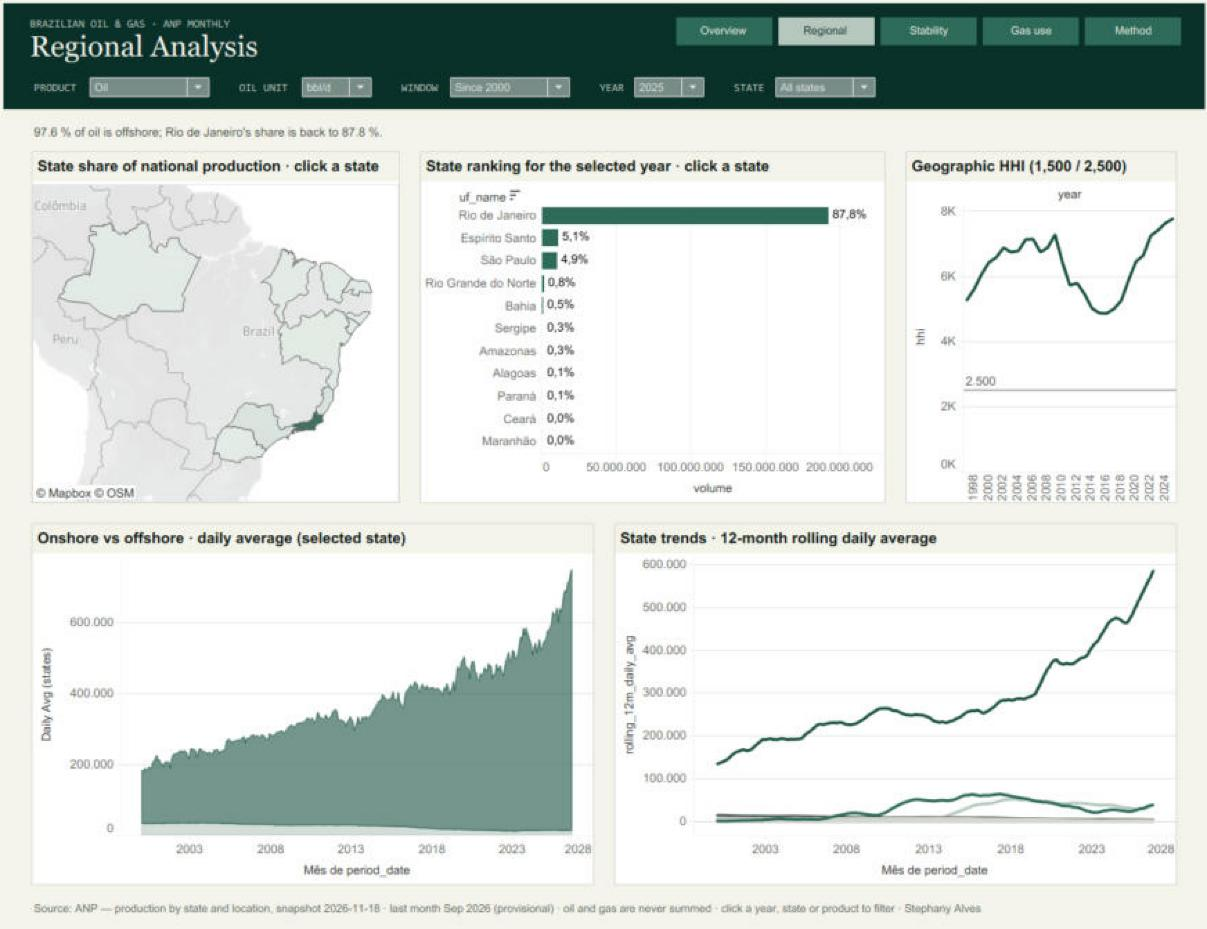 BRAZILIAN OIL & GAS · ANP MONTHLY
Regional Analysis
Overview
Regional
Stability
Gas use
Method
PRODUCT
Oil
OIL UNIT
bbl/d
WINDOW
Since 2000
YEAR
2025
STATE
All states
97.6 % of oil is offshore; Rio de Janeiro's share is back to 87.8 %.
State share of national production · click a state
Colômbia
Peru
Brazil
© Mapbox © OSM
State ranking for the selected year · click a state
uf_name
Rio de Janeiro 87,8%
Espírito Santo 5,1%
São Paulo 4,9%
Rio Grande do Norte 0,8%
Bahia 0,5%
Sergipe 0,3%
Amazonas 0,3%
Alagoas 0,1%
Paraná 0,1%
Ceará 0,0%
Maranhão 0,0%
0 50.000.000 100.000.000 150.000.000 200.000.000
volume
Geographic HHI (1,500 / 2,500)
year
8K
6K
4K
2.500
2K
0K
hhi
1998 2000 2002 2004 2006 2008 2010 2012 2014 2016 2018 2020 2022 2024
Onshore vs offshore · daily average (selected state)
Daily Avg (states)
600.000
400.000
200.000
0
2003 2008 2013 2018 2023 2028
Mês de period_date
State trends · 12-month rolling daily average
rolling_12m_daily_avg
600.000
500.000
400.000
300.000
200.000
100.000
0
2003 2008 2013 2018 2023 2028
Mês de period_date
Source: ANP — production by state and location, snapshot 2026-11-18 · last month Sep 2026 (provisional) · oil and gas are never summed · click a year, state or product to filter · Stephany Alves